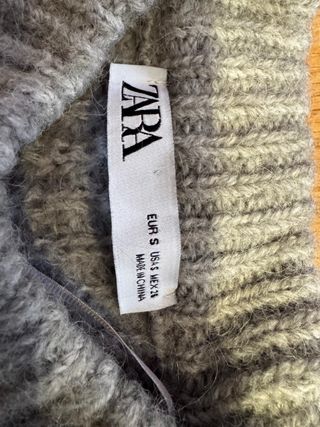 ZARA
EUR S USA S MEX 26
MADE IN CHINA